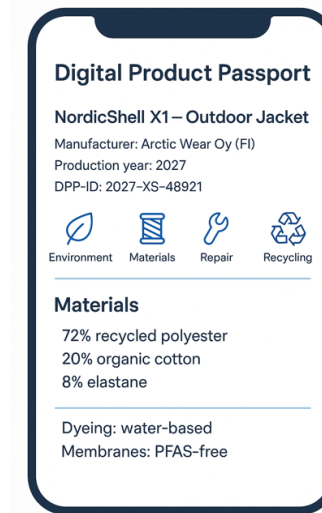 Digital Product Passport
NordicShell X1 – Outdoor Jacket
Manufacturer: Arctic Wear Oy (FI)
Production year: 2027
DPP-ID: 2027-XS-48921
Environment Materials Repair Recycling
Materials
72% recycled polyester
20% organic cotton
8% elastane
Dyeing: water-based
Membranes: PFAS-free